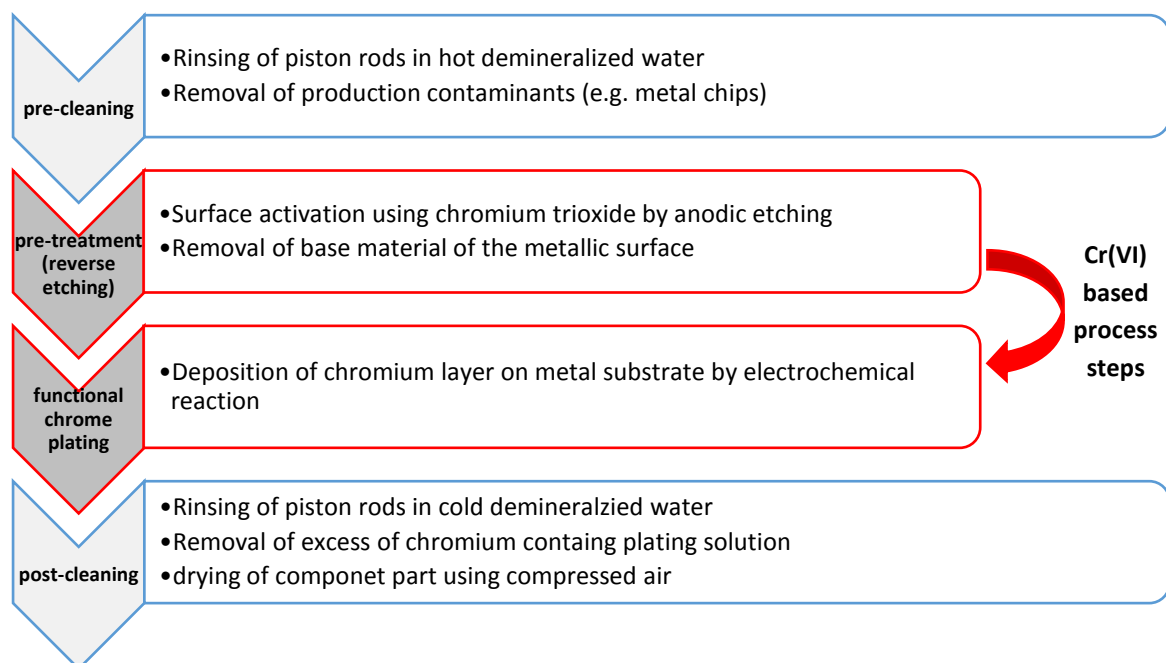 pre-cleaning
•Rinsing of piston rods in hot demineralized water
•Removal of production contaminants (e.g. metal chips)
pre-treatment
(reverse
etching)
•Surface activation using chromium trioxide by anodic etching
•Removal of base material of the metallic surface
Cr(VI)
based
process
steps
functional
chrome
plating
•Deposition of chromium layer on metal substrate by electrochemical
reaction
post-cleaning
•Rinsing of piston rods in cold demineralzied water
•Removal of excess of chromium containg plating solution
•drying of componet part using compressed air